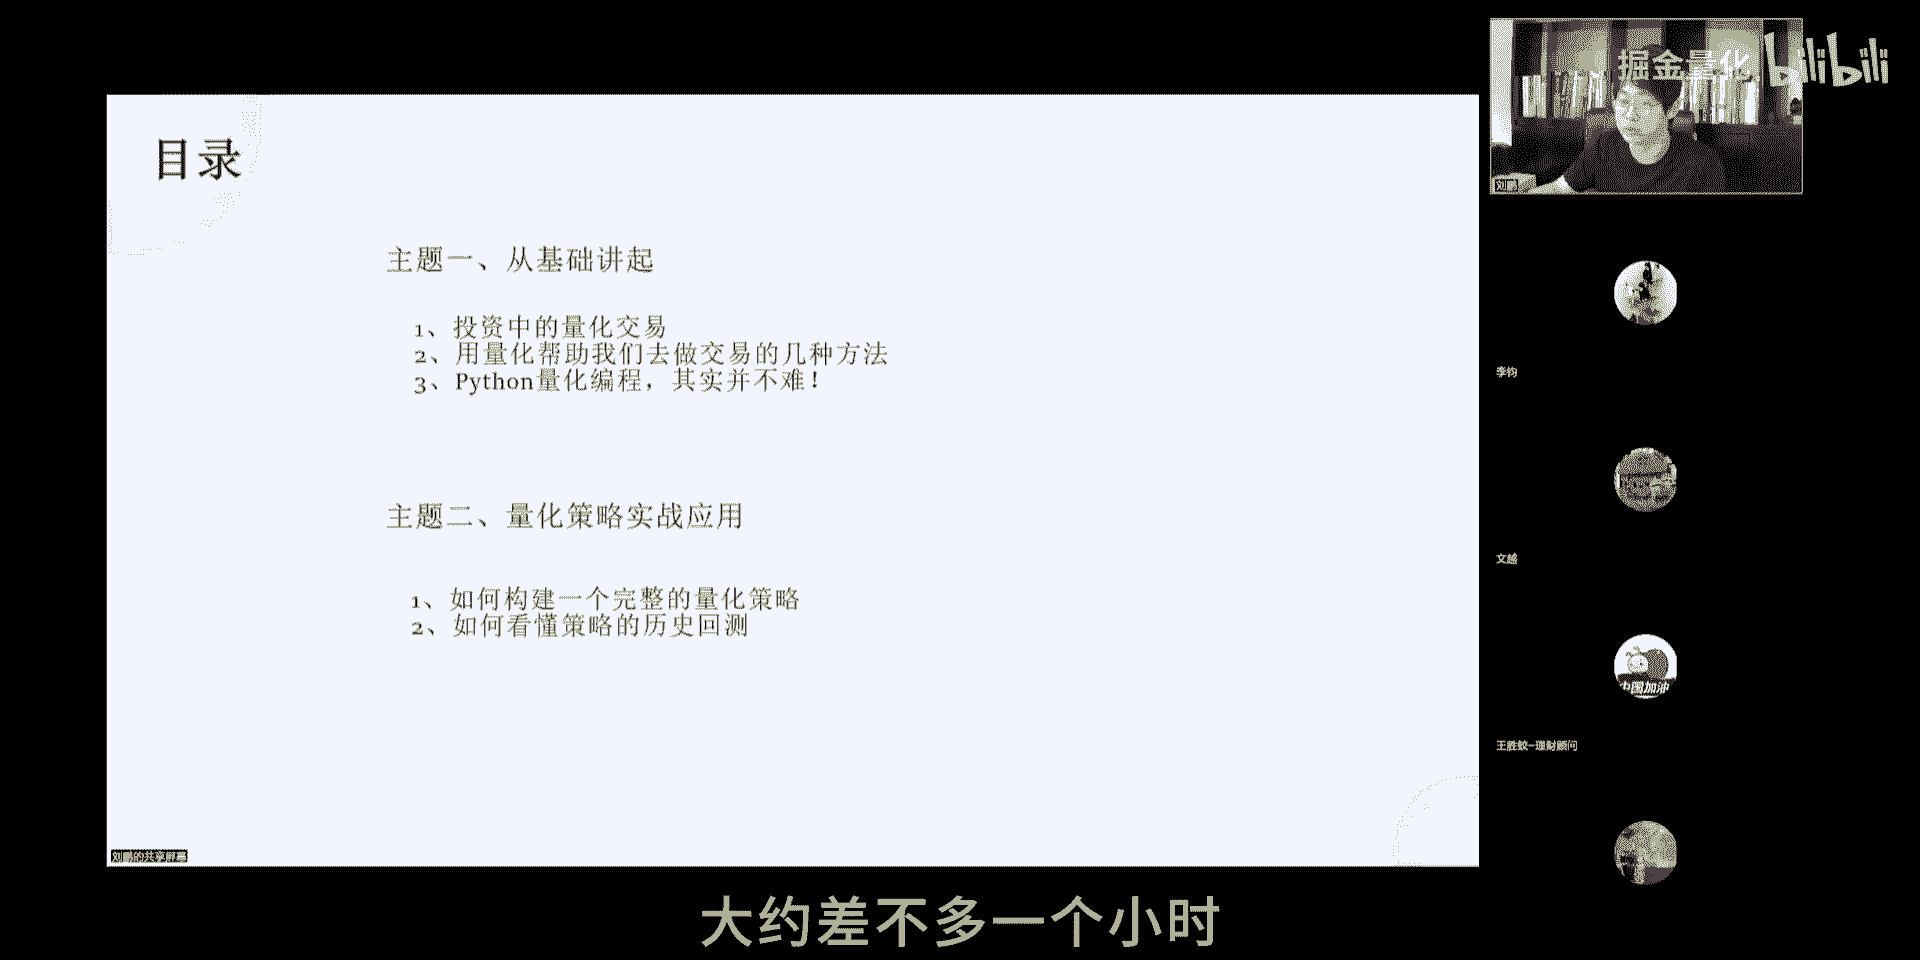 目录
主题一、从基础讲起
1、投资中的量化交易
2、用量化帮助我们去做交易的几种方法
3、Python量化编程，其实并不难！
主题二、量化策略实战应用
1、如何构建一个完整的量化策略
2、如何看懂策略的历史回测
刘鹏的共享屏幕
大约差不多一个小时
掘金量化 bilibili
刘鹏
李钧
文越
中国加油
王胜蛟-理财顾问